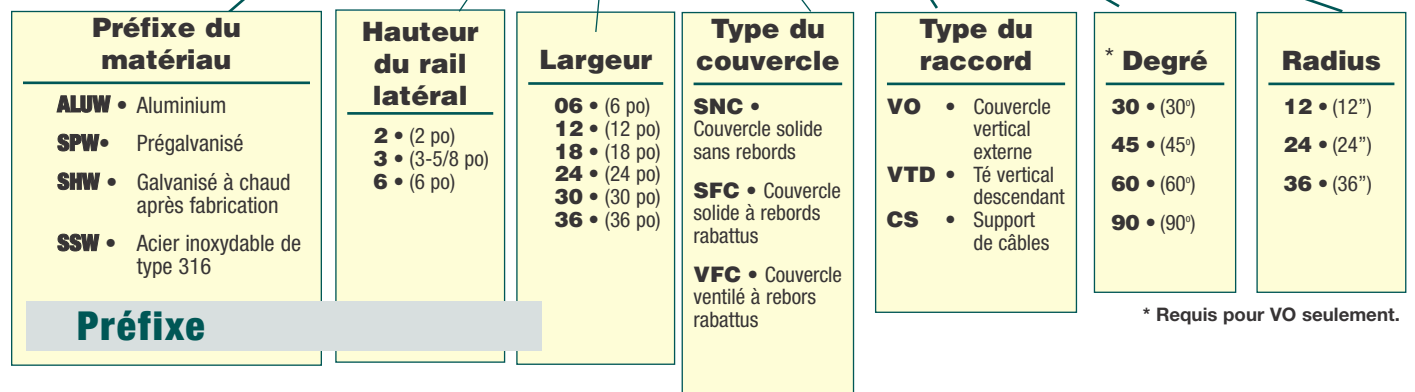 Préfixe du
matériau
ALUW • Aluminium
SPW• Prégalvanisé
SHW • Galvanisé à chaud
après fabrication
SSW • Acier inoxydable de
type 316
Préfixe
Hauteur
du rail
latéral
2 • (2 po)
3 • (3-5/8 po)
6 • (6 po)
Largeur
06 • (6 po)
12 • (12 po)
18 • (18 po)
24 • (24 po)
30 • (30 po)
36 • (36 po)
Type du
couvercle
SNC •
Couvercle solide
sans rebords
SFC • Couvercle
solide à rebords
rabattus
VFC • Couvercle
ventilé à rebors
rabattus
Type du
raccord
VO • Couvercle
vertical
externe
VTD • Té vertical
descendant
CS • Support
de câbles
* Degré
30 • (30º)
45 • (45º)
60 • (60º)
90 • (90º)
Radius
12 • (12”)
24 • (24”)
36 • (36”)
* Requis pour VO seulement.